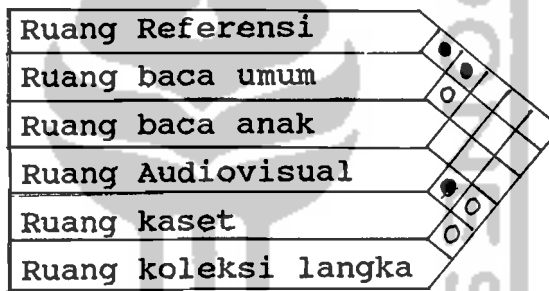 Ruang Referensi
Ruang baca umum
Ruang baca anak
Ruang Audiovisual
Ruang kaset
Ruang koleksi langka